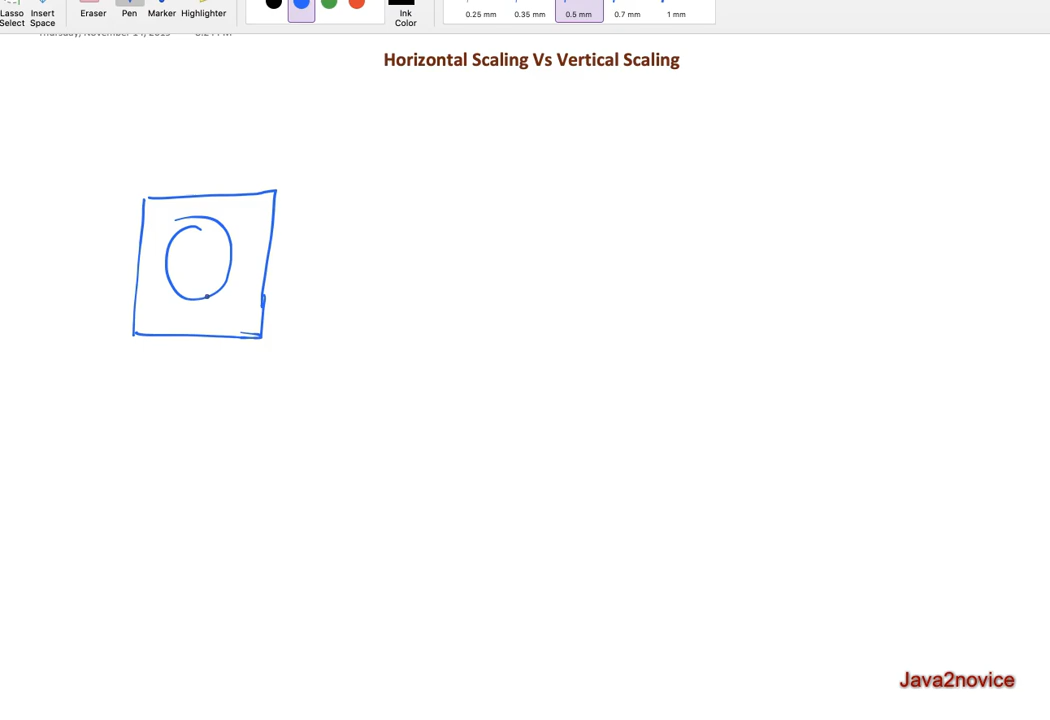 Lasso Select
Insert Space
Eraser
Pen
Marker
Highlighter
Ink Color
0.25 mm
0.35 mm
0.5 mm
0.7 mm
1 mm
Horizontal Scaling Vs Vertical Scaling
Java2novice